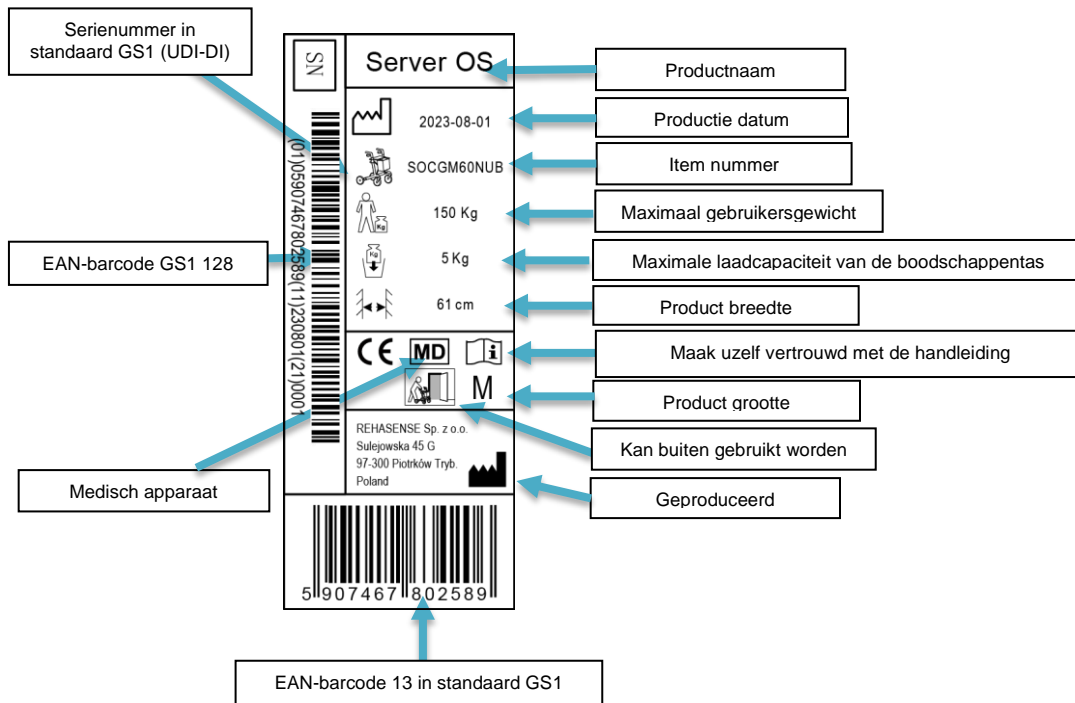 Serienummer in
standaard GS1 (UDI-DI)
EAN-barcode GS1 128
Medisch apparaat
SN
(01)05907467802589(11)230801(21)0001
Server OS
2023-08-01
SOCGM60NUB
Kg
150 Kg
Kg
5 Kg
61 cm
CE MD i
M
REHASENSE Sp. z o.o.
Sulejowska 45 G
97-300 Piotrków Tryb.
Poland
5 907467 802589
Productnaam
Productie datum
Item nummer
Maximaal gebruikersgewicht
Maximale laadcapaciteit van de boodschappentas
Product breedte
Maak uzelf vertrouwd met de handleiding
Product grootte
Kan buiten gebruikt worden
Geproduceerd
EAN-barcode 13 in standaard GS1